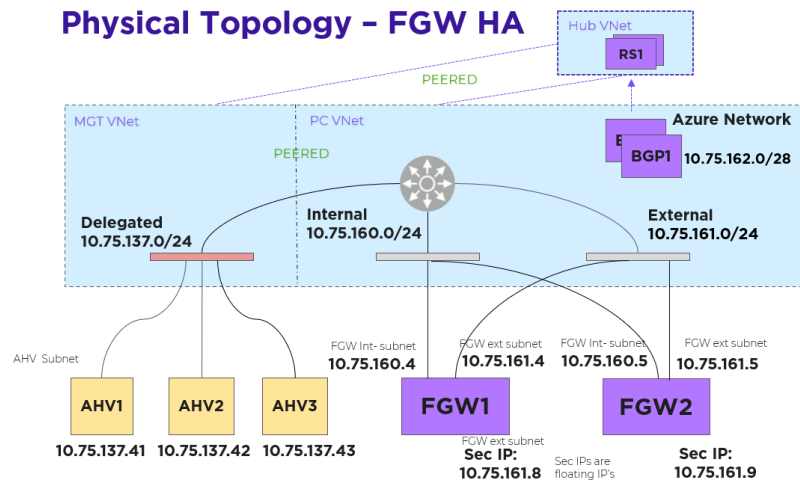 Physical Topology – FGW HA
Hub VNet
RS1
PEERED
MGT VNet
PC VNet
Azure Network
PEERED
BGP1
10.75.162.0/28
Delegated
10.75.137.0/24
Internal
10.75.160.0/24
External
10.75.161.0/24
AHV Subnet
FGW Int- subnet
10.75.160.4
FGW ext subnet
10.75.161.4
FGW Int- subnet
10.75.160.5
FGW ext subnet
10.75.161.5
AHV1
AHV2
AHV3
FGW1
FGW2
10.75.137.41
10.75.137.42
10.75.137.43
FGW ext subnet
Sec IP:
10.75.161.8
Sec IPs are
floating IP's
Sec IP:
10.75.161.9